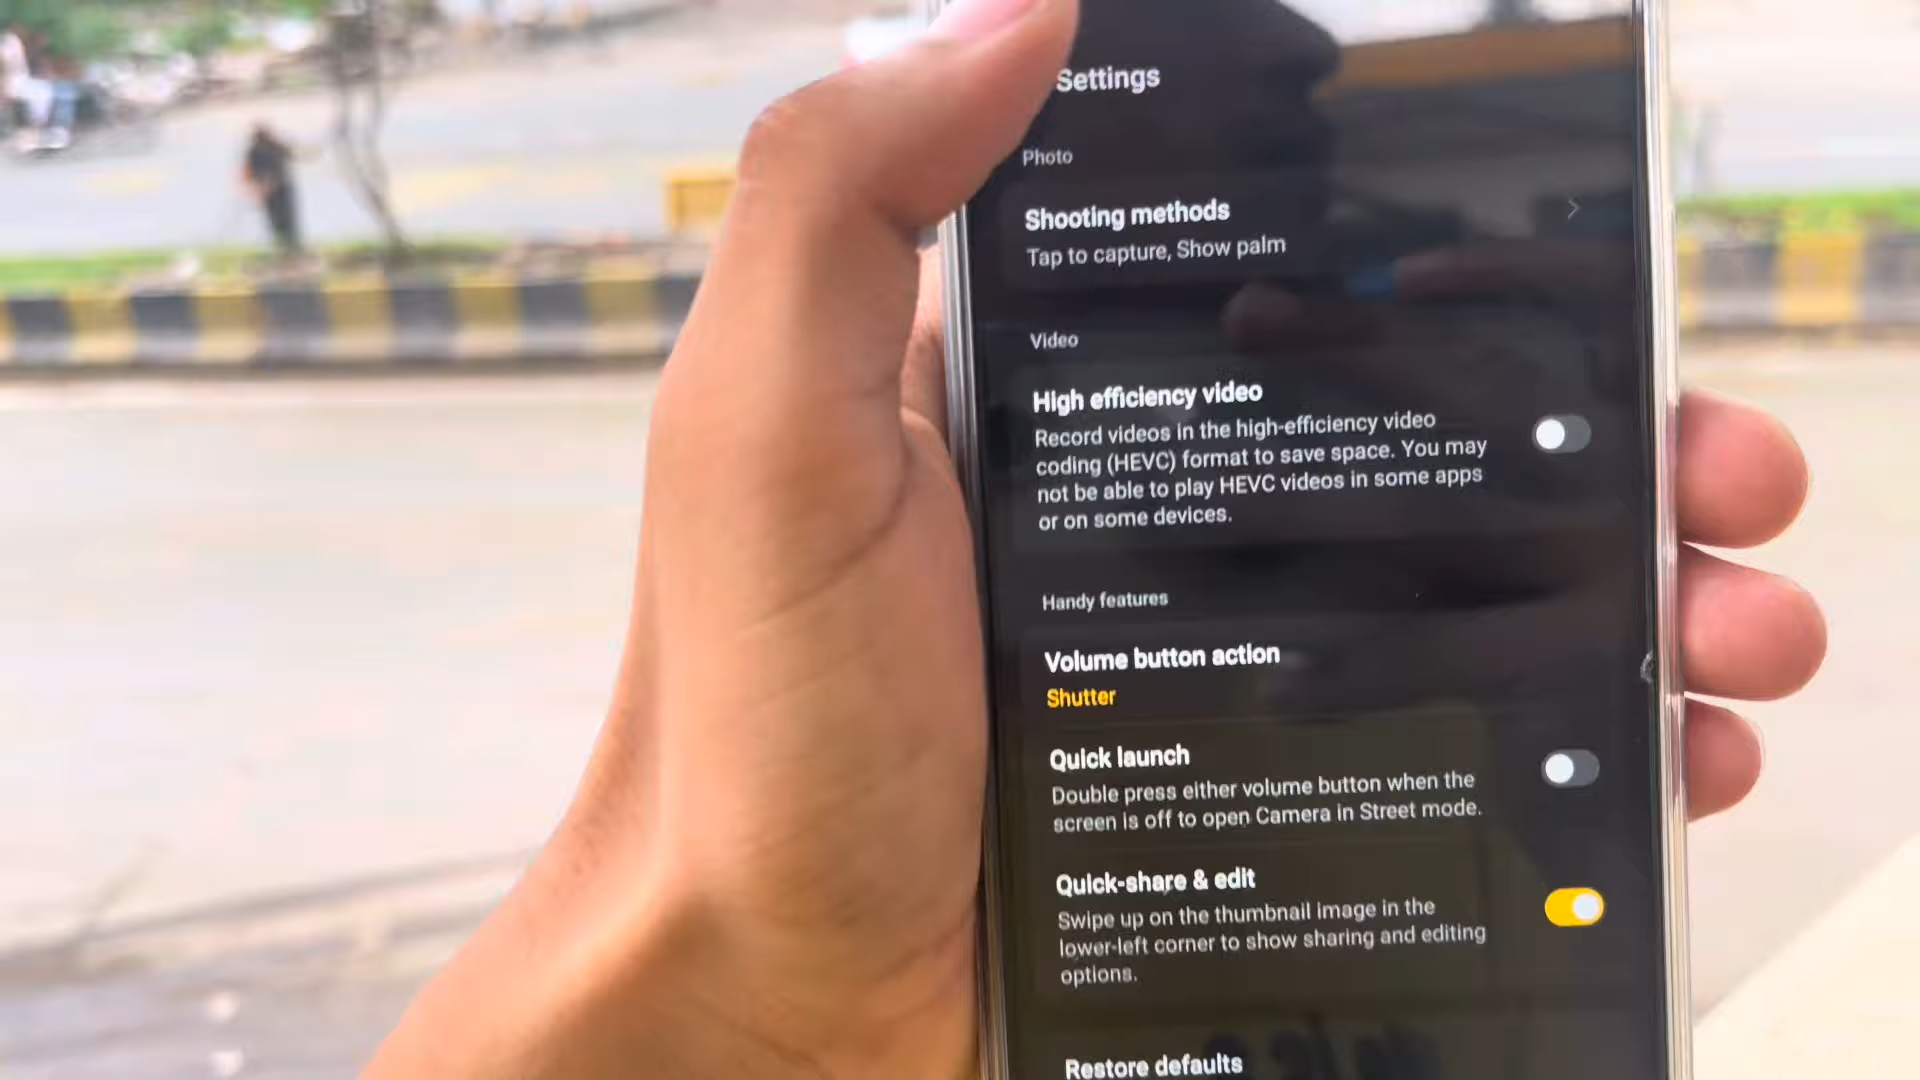 Settings
Photo
Shooting methods
Tap to capture, Show palm
Video
High efficiency video
Record videos in the high-efficiency video
coding (HEVC) format to save space. You may
not be able to play HEVC videos in some apps
or on some devices.
Handy features
Volume button action
Shutter
Quick launch
Double press either volume button when the
screen is off to open Camera in Street mode.
Quick-share & edit
Swipe up on the thumbnail image in the
lower-left corner to show sharing and editing
options.
Restore defaults